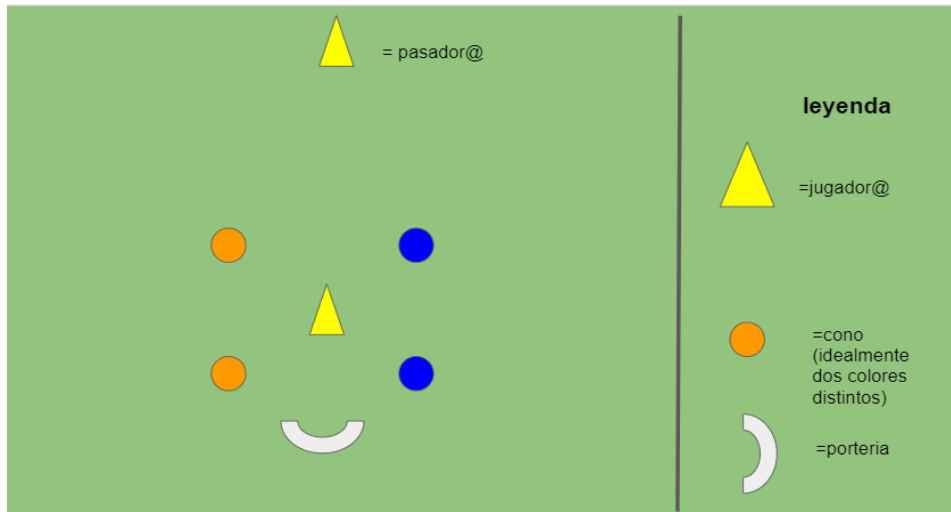 = pasador@
leyenda
=jugador@
=cono
(idealmente
dos colores
distintos)
=porteria